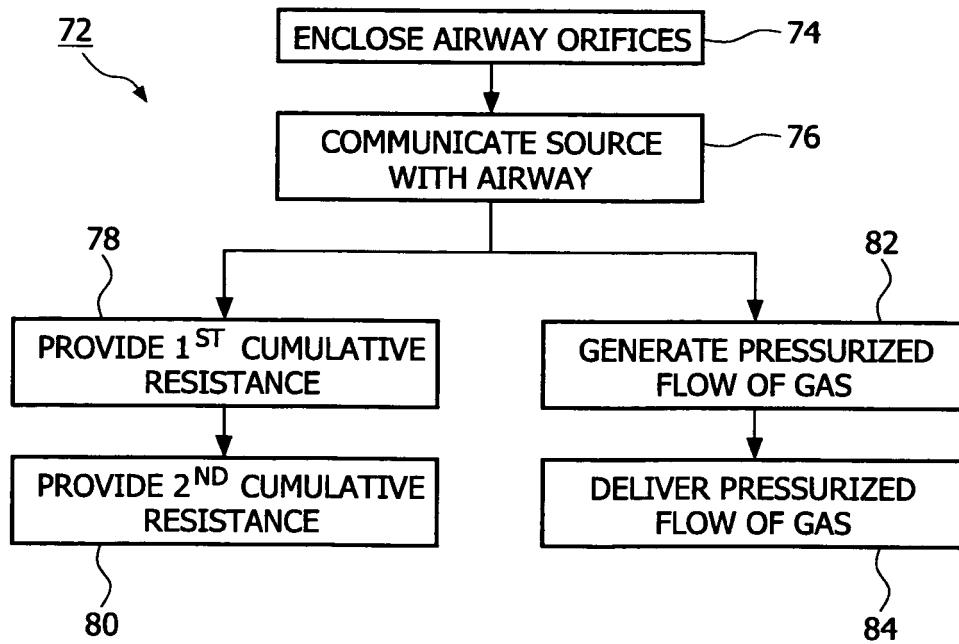 72
ENCLOSE AIRWAY ORIFICES
74
COMMUNICATE SOURCE
WITH AIRWAY
76
78
PROVIDE 1ST CUMULATIVE
RESISTANCE
PROVIDE 2ND CUMULATIVE
RESISTANCE
80
82
GENERATE PRESSURIZED
FLOW OF GAS
DELIVER PRESSURIZED
FLOW OF GAS
84